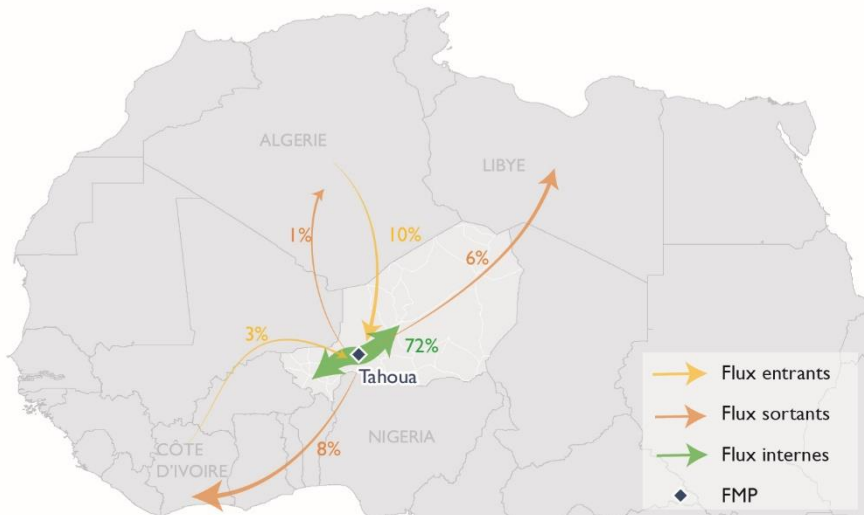 ALGERIE
LIBYE
1%
10%
6%
3%
72%
Tahoua
8%
NIGERIA
CÔTE
D'IVOIRE
Flux entrants
Flux sortants
Flux internes
FMP